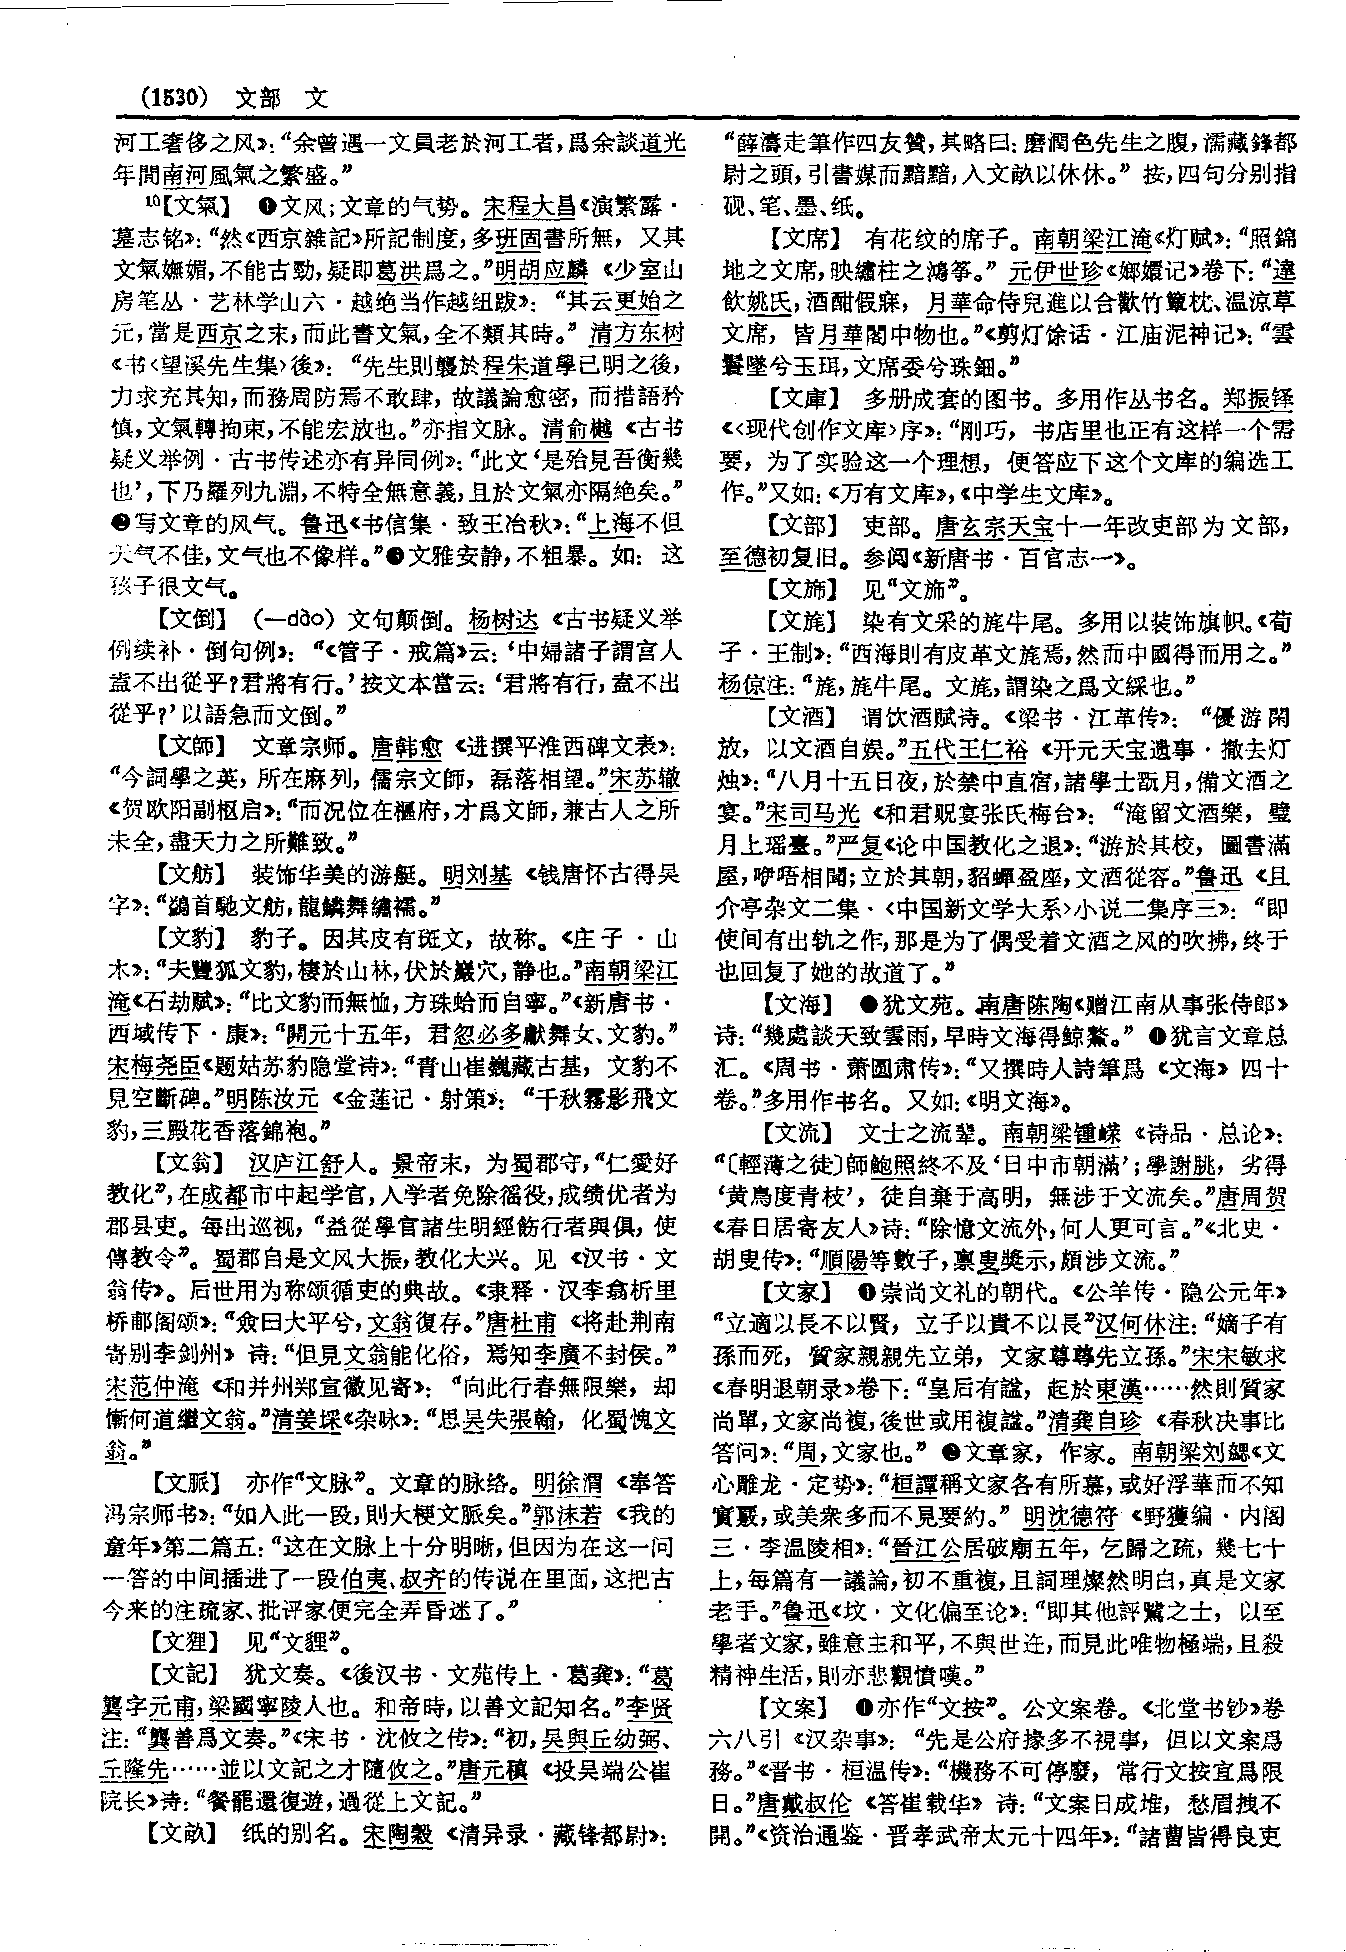 (1530) 文部 文
河工奢侈之风》：“余曾遇一文員老於河工者，爲余談道光
年間南河風氣之繁盛。”
10【文氣】 ❶文风；文章的气势。宋程大昌《演繁露·
墓志铭》：“然《西京雜記》所記制度，多班固書所無，又其
文氣嫵媚，不能古勁，疑即葛洪爲之。”明胡应麟《少室山
房笔丛·艺林学山六·越绝当作越纽跋》：“其云更始之
元，當是西京之末，而此書文氣，全不類其時。”清方东树
《书〈望溪先生集〉後》：“先生則襲於程朱道學已明之後，
力求充其知，而務周防焉不敢肆，故議論愈密，而措語矜
慎，文氣轉拘束，不能宏放也。”亦指文脉。清俞樾《古书
疑义举例·古书传述亦有异同例》：“此文‘是殆見吾衡幾
也’，下乃羅列九淵，不特全無意義，且於文氣亦隔絶矣。”
❷写文章的风气。鲁迅《书信集·致王冶秋》：“上海不但
天气不佳，文气也不像样。”❸文雅安静，不粗暴。如：这
孩子很文气。
【文倒】 （—dǎo）文句颠倒。杨树达《古书疑义举
例续补·倒句例》：“《管子·戒篇》云：‘中婦諸子謂宫人
盍不出從乎？君將有行。’按文本當云：‘君將有行，盍不出
從乎？’以語急而文倒。”
【文師】 文章宗师。唐韩愈《进撰平淮西碑文表》：
“今詞學之英，所在麻列，儒宗文師，磊落相望。”宋苏辙
《贺欧阳副枢启》：“而况位在樞府，才爲文師，兼古人之所
未全，盡天力之所難致。”
【文舫】 装饰华美的游艇。明刘基《钱唐怀古得吴
字》：“鷁首馳文舫，龍鱗舞繡襦。”
【文豹】 豹子。因其皮有斑文，故称。《庄子·山
木》：“夫豐狐文豹，棲於山林，伏於巖穴，静也。”南朝梁江
淹《石劫赋》：“比文豹而無恤，方珠蛤而自寧。”《新唐书·
西域传下·康》：“開元十五年，君忽必多獻舞女、文豹。”
宋梅尧臣《题姑苏豹隐堂诗》：“青山崔巍藏古基，文豹不
見空斷碑。”明陈汝元《金莲记·射策》：“千秋霧影飛文
豹，三殿花香落錦袍。”
【文翁】 汉庐江舒人。景帝末，为蜀郡守，“仁愛好
教化”，在成都市中起学官，入学者免除徭役，成绩优者为
郡县吏。每出巡视，“益從學官諸生明經飭行者與俱，使
傳教令”。蜀郡自是文风大振，教化大兴。见《汉书·文
翁传》。后世用为称颂循吏的典故。《隶释·汉李翕析里
桥郙阁颂》：“僉曰大平兮，文翁復存。”唐杜甫《将赴荆南
寄别李剑州》诗：“但見文翁能化俗，焉知李廣不封侯。”
宋范仲淹《和并州郑宣徽见寄》：“向此行春無限樂，却
慚何道繼文翁。”清姜埰《杂咏》：“思吴失張翰，化蜀愧文
翁。”
【文脈】 亦作“文脉”。文章的脉络。明徐渭《奉答
冯宗师书》：“如入此一段，則大梗文脈矣。”郭沫若《我的
童年》第二篇五：“这在文脉上十分明晰，但因为在这一问
一答的中间插进了一段伯夷、叔齐的传说在里面，这把古
今来的注疏家、批评家便完全弄昏迷了。”
【文狸】 见“文貍”。
【文記】 犹文奏。《後汉书·文苑传上·葛龚》：“葛
龔字元甫，梁國寧陵人也。和帝時，以善文記知名。”李贤
注：“龔善爲文奏。”《宋书·沈攸之传》：“初，吴興丘幼弼、
丘隆先……並以文記之才隨攸之。”唐元稹《投吴端公崔
院长》诗：“餐罷還復遊，過從上文記。”
【文畝】 纸的别名。宋陶穀《清异录·藏锋都尉》：
“薛濤走筆作四友贊，其略曰：磨潤色先生之腹，濡藏鋒都
尉之頭，引書媒而黯黯，入文畝以休休。”按，四句分别指
砚、笔、墨、纸。
【文席】 有花纹的席子。南朝梁江淹《灯赋》：“照錦
地之文席，映繡柱之鴻筝。”元伊世珍《嫏嬛记》卷下：“逵
飲姚氏，酒酣假寐，月華命侍兒進以合歡竹簟枕、温凉草
文席，皆月華閣中物也。”《剪灯馀话·江庙泥神记》：“雲
鬟墜兮玉珥，文席委兮珠鈿。”
【文庫】 多册成套的图书。多用作丛书名。郑振铎
《〈现代创作文库〉序》：“刚巧，书店里也正有这样一个需
要，为了实验这一个理想，便答应下这个文库的编选工
作。”又如：《万有文库》，《中学生文库》。
【文部】 吏部。唐玄宗天宝十一年改吏部为文部，
至德初复旧。参阅《新唐书·百官志一》。
【文旆】 见“文斾”。
【文旄】 染有文采的旄牛尾。多用以装饰旗帜。《荀
子·王制》：“西海則有皮革文旄焉，然而中國得而用之。”
杨倞注：“旄，旄牛尾。文旄，謂染之爲文綵也。”
【文酒】 谓饮酒赋诗。《梁书·江革传》：“優游閑
放，以文酒自娱。”五代王仁裕《开元天宝遗事·撤去灯
烛》：“八月十五日夜，於禁中直宿，諸學士翫月，備文酒之
宴。”宋司马光《和君贶宴张氏梅台》：“淹留文酒樂，璧
月上瑶臺。”严复《论中国教化之退》：“游於其校，圖書滿
屋，咿唔相聞；立於其朝，貂蟬盈座，文酒從容。”鲁迅《且
介亭杂文二集·〈中国新文学大系〉小说二集序三》：“即
使间有出轨之作，那是为了偶受着文酒之风的吹拂，终于
也回复了她的故道了。”
【文海】 ●犹文苑。南唐陈陶《赠江南从事张侍郎》
诗：“幾處談天致雲雨，早時文海得鯨鰲。”❶犹言文章总
汇。《周书·萧圆肃传》：“又撰時人詩筆爲《文海》四十
卷。”多用作书名。又如：《明文海》。
【文流】 文士之流辈。南朝梁锺嵘《诗品·总论》：
“〔輕薄之徒〕師鮑照終不及‘日中市朝滿’；學謝朓，劣得
‘黄鳥度青枝’，徒自棄于高明，無涉于文流矣。”唐周贺
《春日居寄友人》诗：“除憶文流外，何人更可言。”《北史·
胡叟传》：“順陽等數子，禀叟奬示，頗涉文流。”
【文家】 ❶崇尚文礼的朝代。《公羊传·隐公元年》
“立適以長不以賢，立子以貴不以長”汉何休注：“嫡子有
孫而死，質家親親先立弟，文家尊尊先立孫。”宋宋敏求
《春明退朝录》卷下：“皇后有謚，起於東漢……然則質家
尚單，文家尚複，後世或用複謚。”清龚自珍《春秋决事比
答问》：“周，文家也。”❷文章家，作家。南朝梁刘勰《文
心雕龙·定势》：“桓譚稱文家各有所慕，或好浮華而不知
實覈，或美衆多而不見要約。”明沈德符《野獲编·内阁
三·李温陵相》：“晉江公居破廟五年，乞歸之疏，幾七十
上，每篇有一議論，初不重複，且詞理燦然明白，真是文家
老手。”鲁迅《坟·文化偏至论》：“即其他評騭之士，以至
學者文家，雖意主和平，不與世迕，而見此唯物極端，且殺
精神生活，則亦悲觀憤嘆。”
【文案】 ❶亦作“文按”。公文案卷。《北堂书钞》卷
六八引《汉杂事》：“先是公府掾多不視事，但以文案爲
務。”《晋书·桓温传》：“機務不可停廢，常行文按宜爲限
日。”唐戴叔伦《答崔载华》诗：“文案日成堆，愁眉拽不
開。”《资治通鉴·晋孝武帝太元十四年》：“諸曹皆得良吏